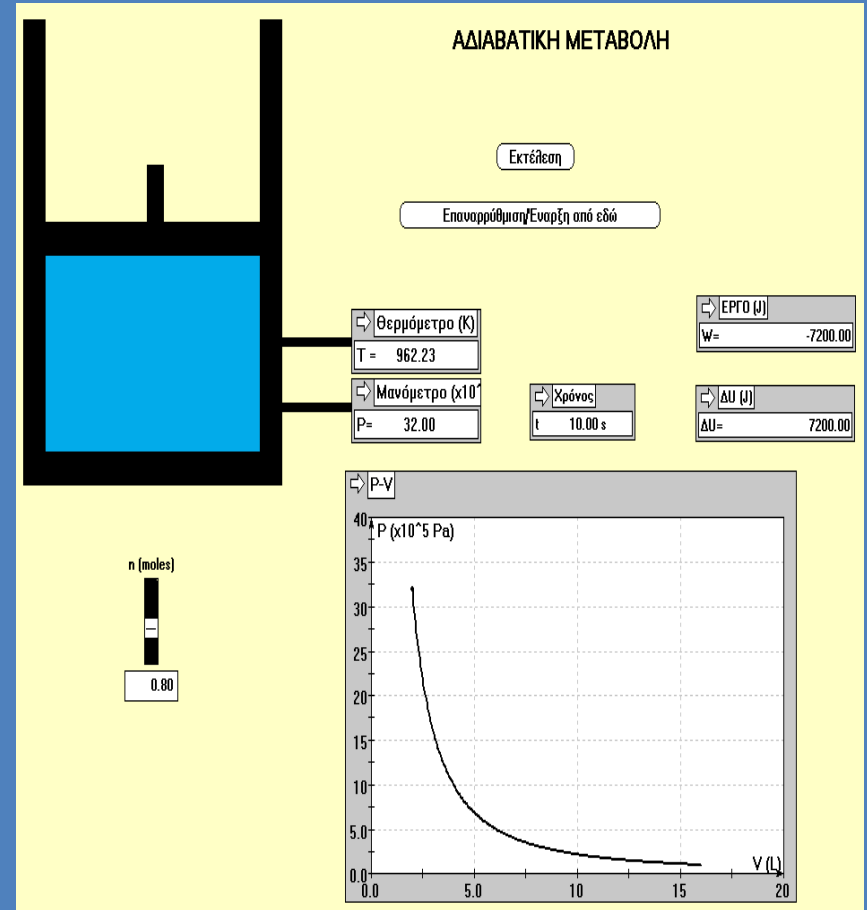 ΑΔΙΑΒΑΤΙΚΗ ΜΕΤΑΒΟΛΗ
Εκτέλεση
Επαναρρύθμιση/Έναρξη από εδώ
Θερμόμετρο (K)
T = 962.23
Μανόμετρο (x10^
P= 32.00
Χρόνος
t 10.00 s
ΕΡΓΟ (J)
W= -7200.00
ΔU (J)
ΔU= 7200.00
n (moles)
0.80
P-V
P (x10^5 Pa)
40
35
30
25
20
15
10
5.0
0.0
V (L)
0.0 5.0 10 15 20